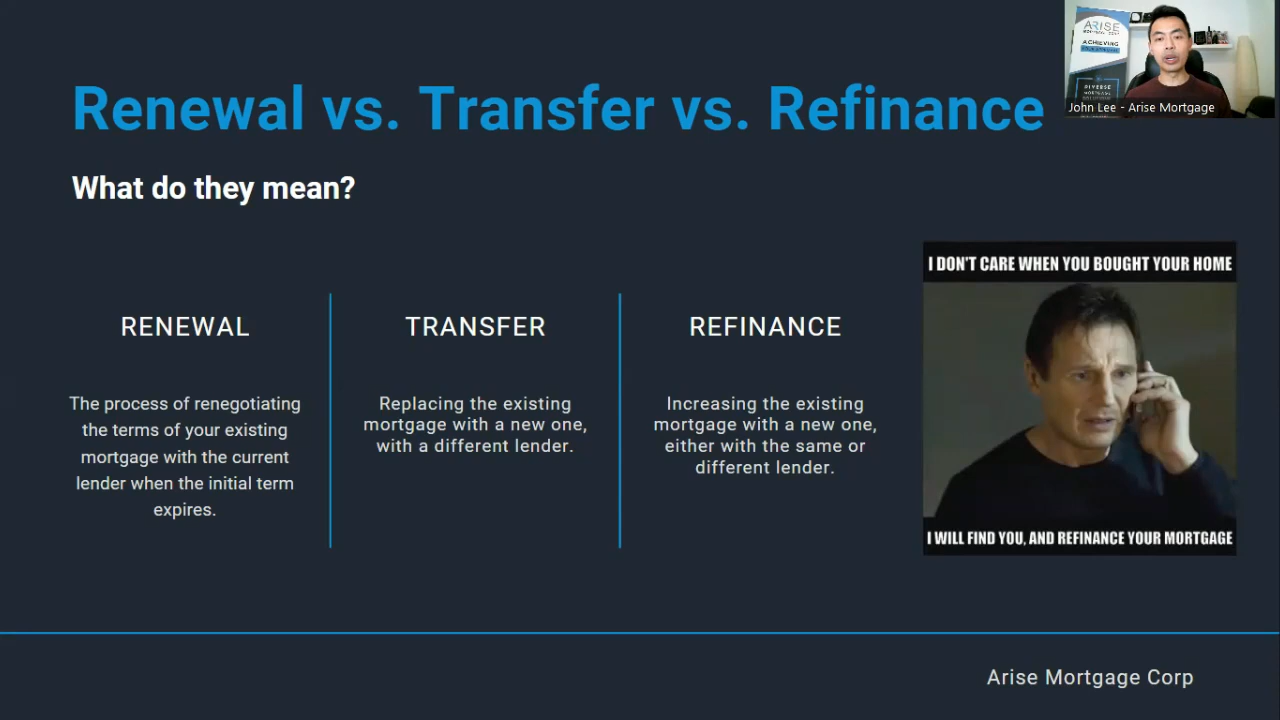 Renewal vs. Transfer vs. Refinance
What do they mean?
RENEWAL
The process of renegotiating
the terms of your existing
mortgage with the current
lender when the initial term
expires.
TRANSFER
Replacing the existing
mortgage with a new one,
with a different lender.
REFINANCE
Increasing the existing
mortgage with a new one,
either with the same or
different lender.
I DON'T CARE WHEN YOU BOUGHT YOUR HOME
I WILL FIND YOU, AND REFINANCE YOUR MORTGAGE
ARISE
ACHIEVING
John Lee - Arise Mortgage
Arise Mortgage Corp